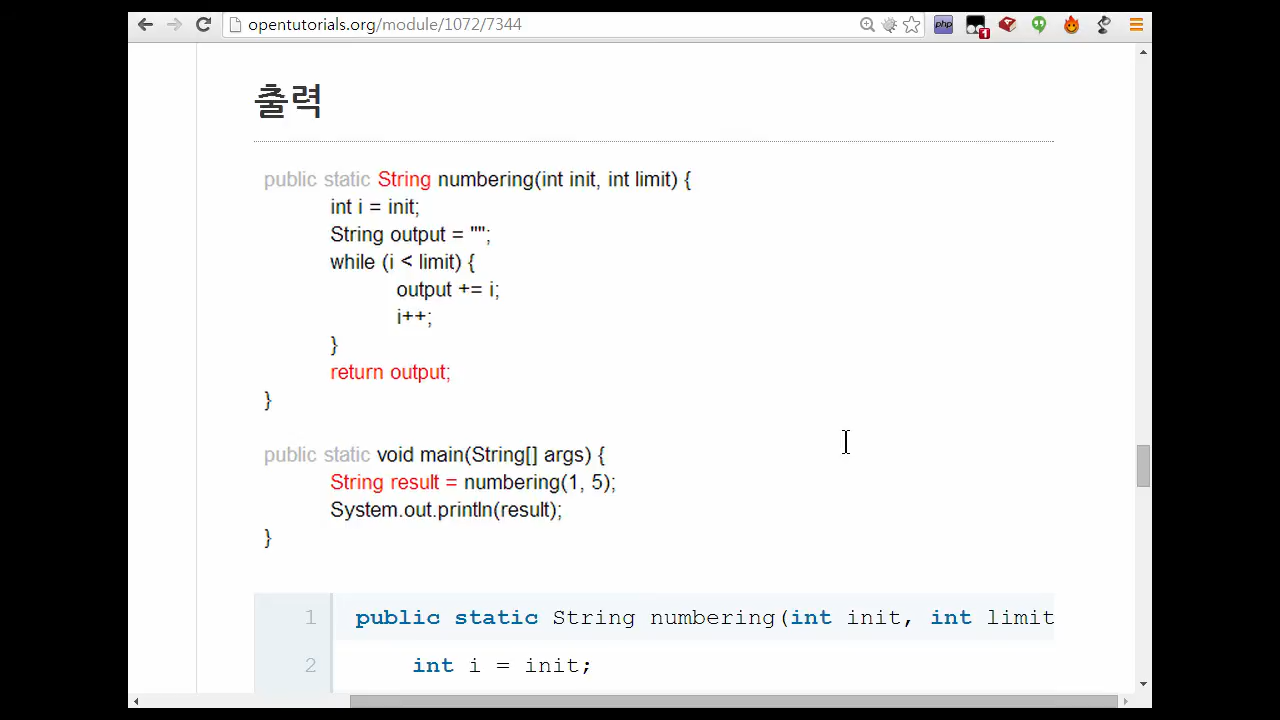 opentutorials.org/module/1072/7344
php
1
출력
public static String numbering(int init, int limit) {
int i = init;
String output = "";
while (i < limit) {
output += i;
i++;
}
return output;
}
public static void main(String[] args) {
String result = numbering(1, 5);
System.out.println(result);
}
1 public static String numbering(int init, int limit
2 int i = init;